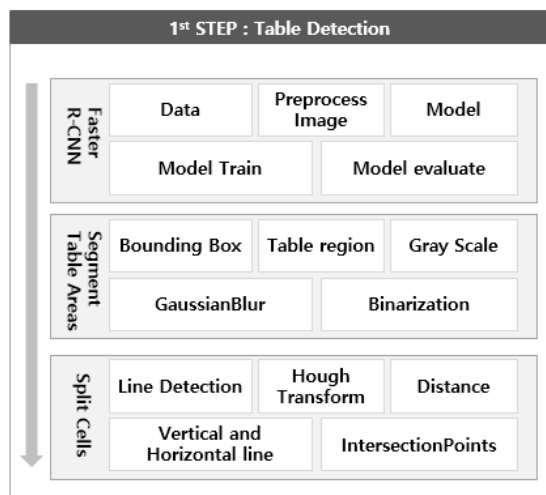 1st STEP : Table Detection
Faster
R-CNN
Data
Preprocess
Image
Model
Model Train
Model evaluate
Segment
Table Areas
Bounding Box
Table region
Gray Scale
GaussianBlur
Binarization
Split Cells
Line Detection
Hough
Transform
Distance
Vertical and
Horizontal line
IntersectionPoints